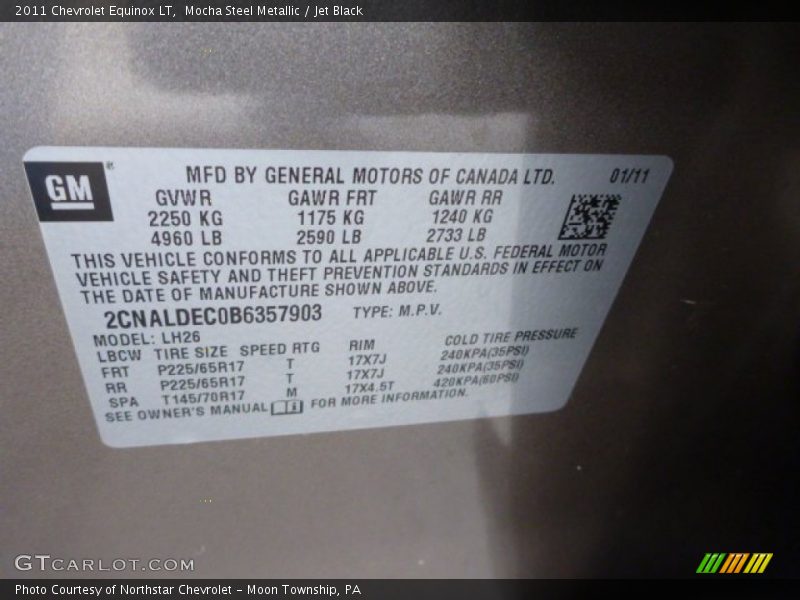 2011 Chevrolet Equinox LT, Mocha Steel Metallic / Jet Black
GM
MFD BY GENERAL MOTORS OF CANADA LTD. 01/11
GVWR GAWR FRT GAWR RR
2250 KG 1175 KG 1240 KG
4960 LB 2590 LB 2733 LB
THIS VEHICLE CONFORMS TO ALL APPLICABLE U.S. FEDERAL MOTOR
VEHICLE SAFETY AND THEFT PREVENTION STANDARDS IN EFFECT ON
THE DATE OF MANUFACTURE SHOWN ABOVE.
2CNALDEC0B6357903 TYPE: M.P.V.
MODEL: LH26
LBCW TIRE SIZE SPEED RTG RIM COLD TIRE PRESSURE
FRT P225/65R17 T 17X7J 240KPA(35PSI)
RR P225/65R17 T 17X7J 240KPA(35PSI)
SPA T145/70R17 M 17X4.5T 420KPA(60PSI)
SEE OWNER'S MANUAL FOR MORE INFORMATION.
GTCARLOT.COM
Photo Courtesy of Northstar Chevrolet - Moon Township, PA